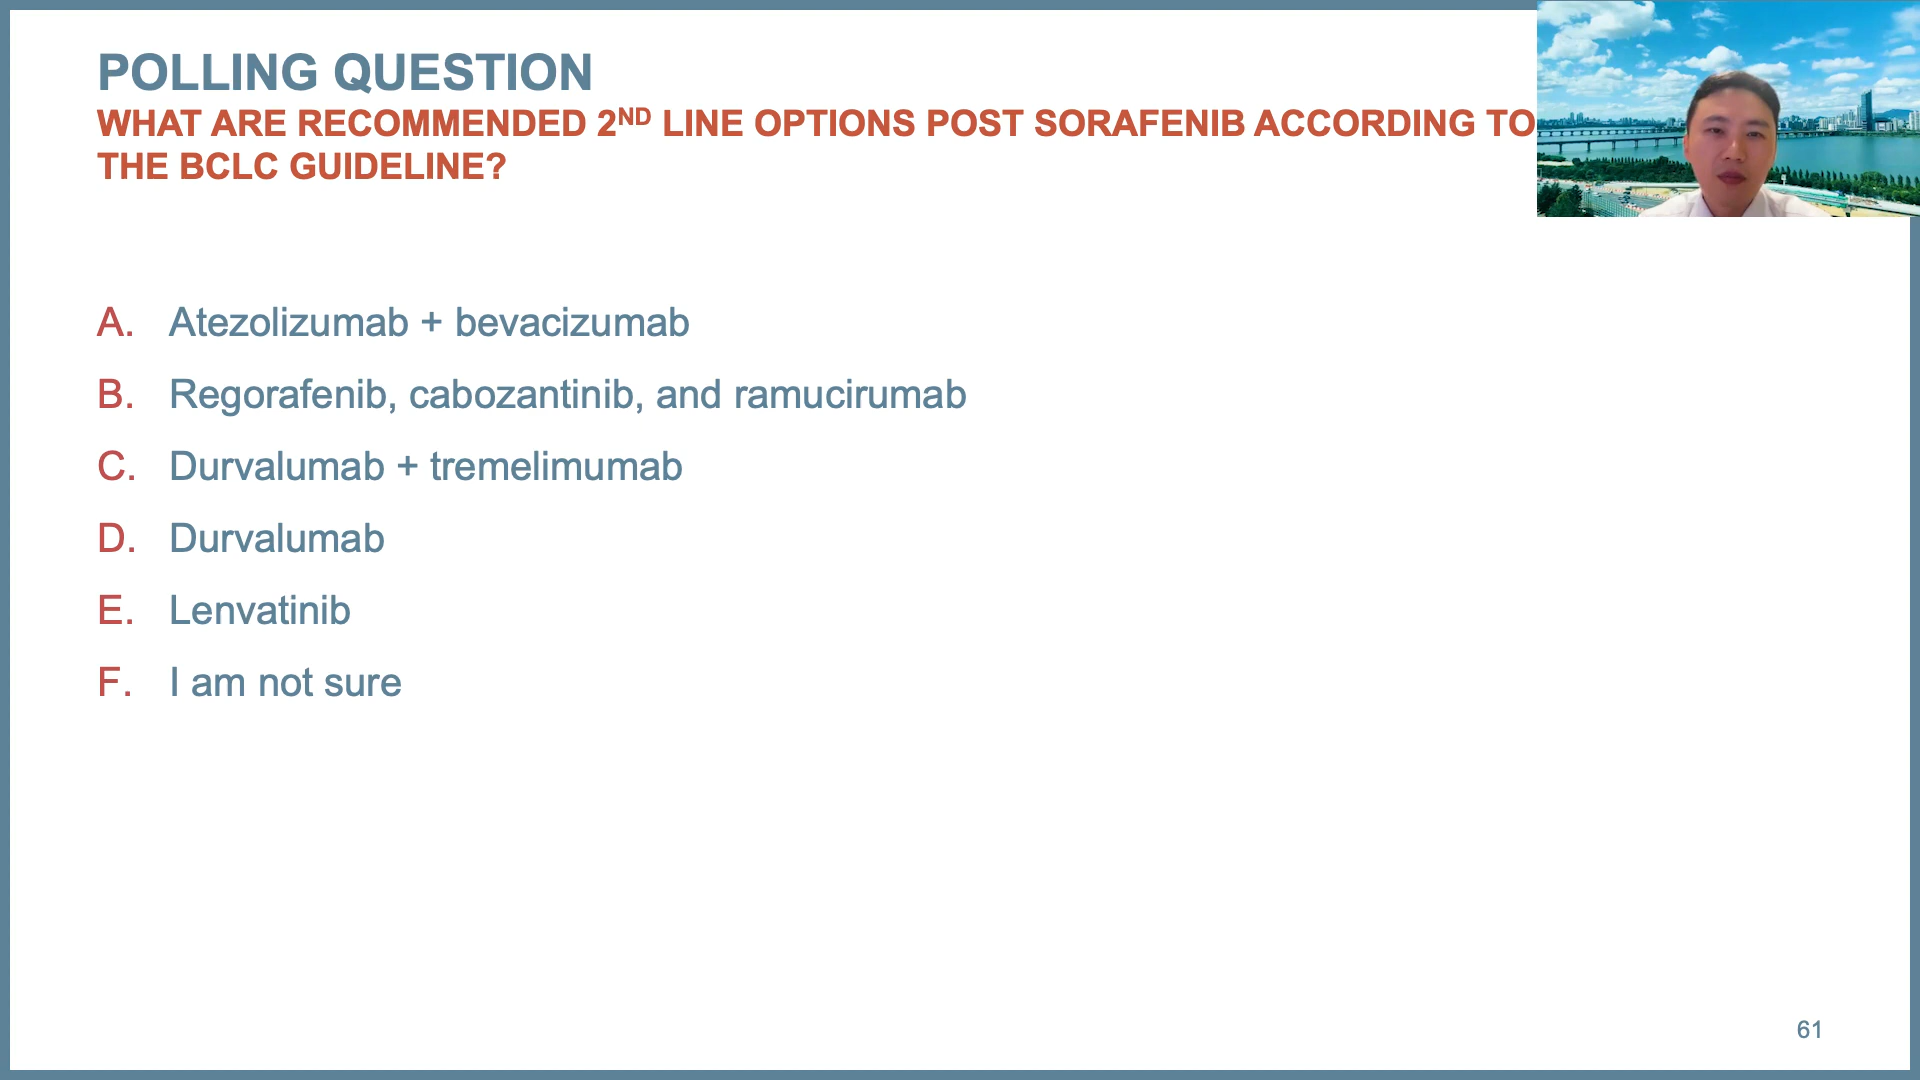 POLLING QUESTION
WHAT ARE RECOMMENDED 2ND LINE OPTIONS POST SORAFENIB ACCORDING TO
THE BCLC GUIDELINE?
A. Atezolizumab + bevacizumab
B. Regorafenib, cabozantinib, and ramucirumab
C. Durvalumab + tremelimumab
D. Durvalumab
E. Lenvatinib
F. I am not sure
61